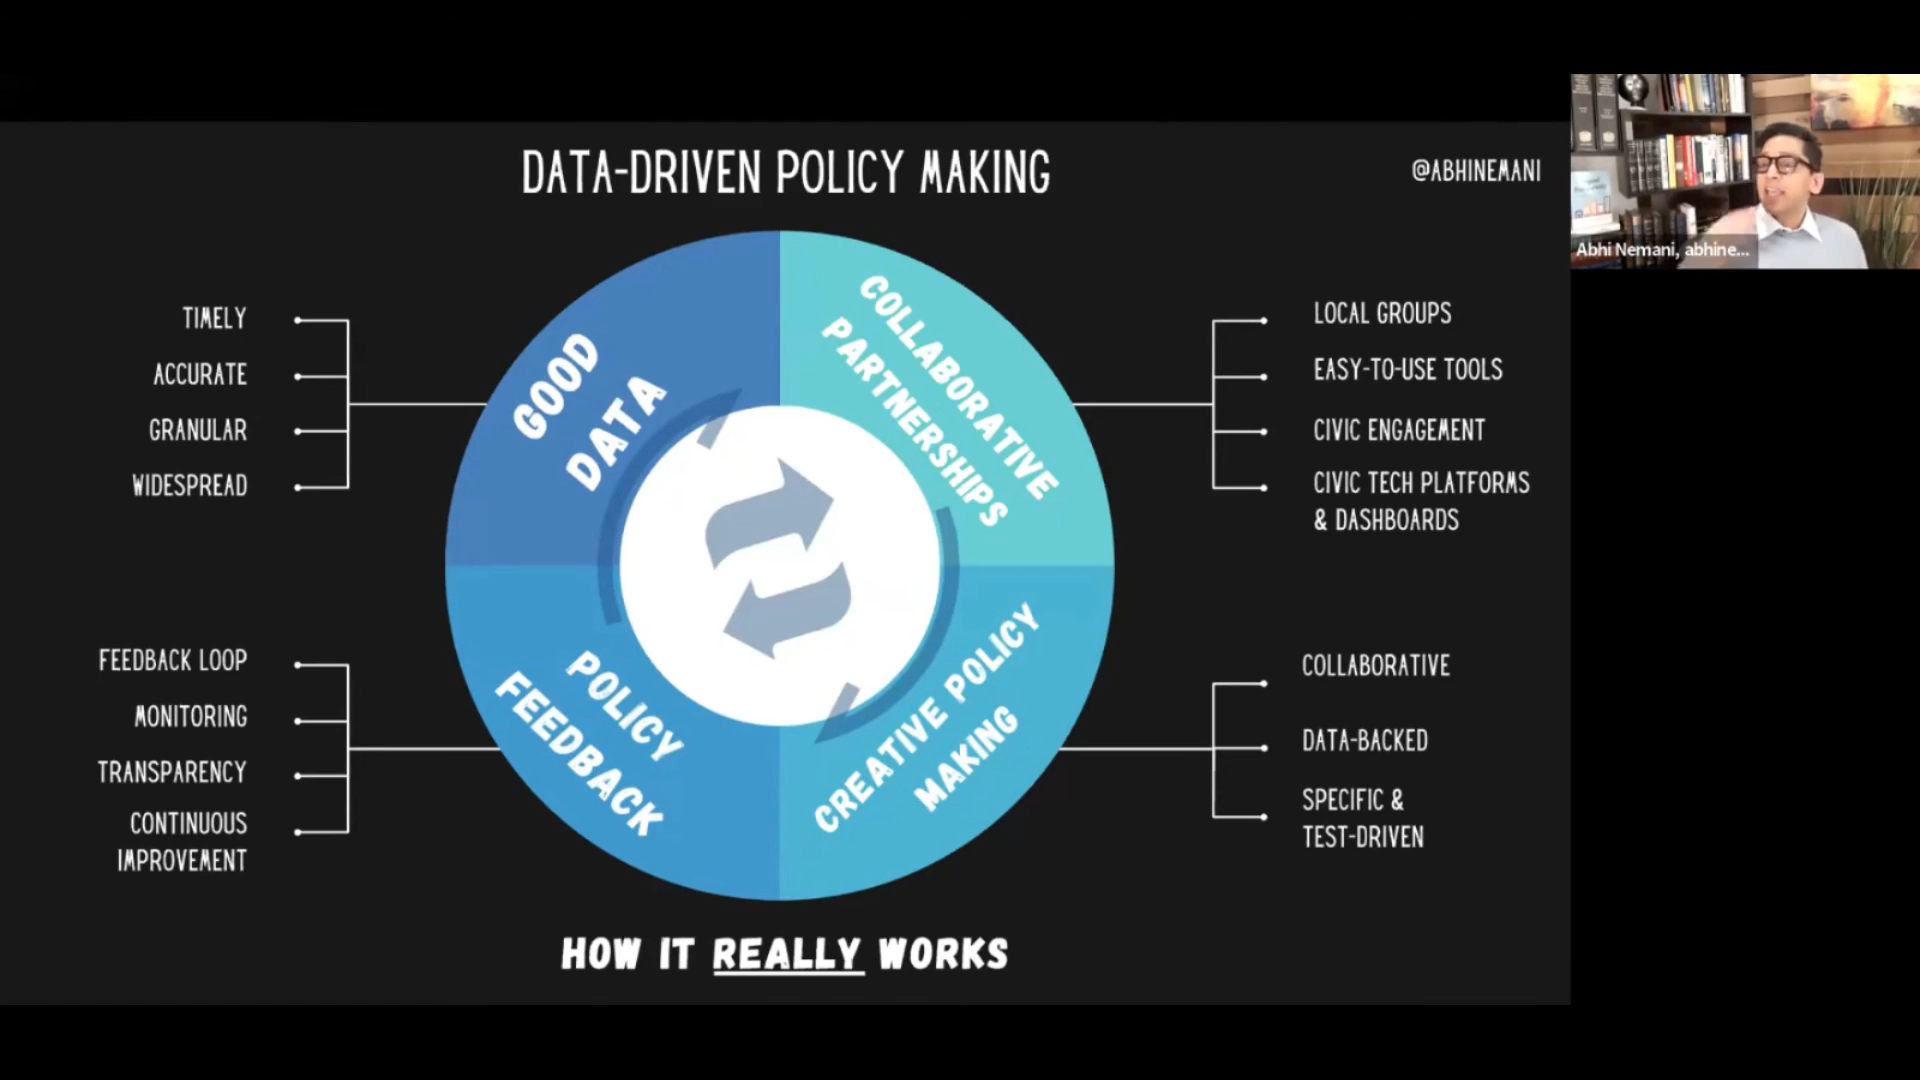 DATA-DRIVEN POLICY MAKING
@ABHINEMANI
Abhi Nemani, abhine...
TIMELY
ACCURATE
GRANULAR
WIDESPREAD
GOOD
DATA
COLLABORATIVE
PARTNERSHIPS
LOCAL GROUPS
EASY-TO-USE TOOLS
CIVIC ENGAGEMENT
CIVIC TECH PLATFORMS
& DASHBOARDS
FEEDBACK LOOP
MONITORING
TRANSPARENCY
CONTINUOUS
IMPROVEMENT
POLICY
FEEDBACK
CREATIVE POLICY
MAKING
COLLABORATIVE
DATA-BACKED
SPECIFIC &
TEST-DRIVEN
HOW IT REALLY WORKS